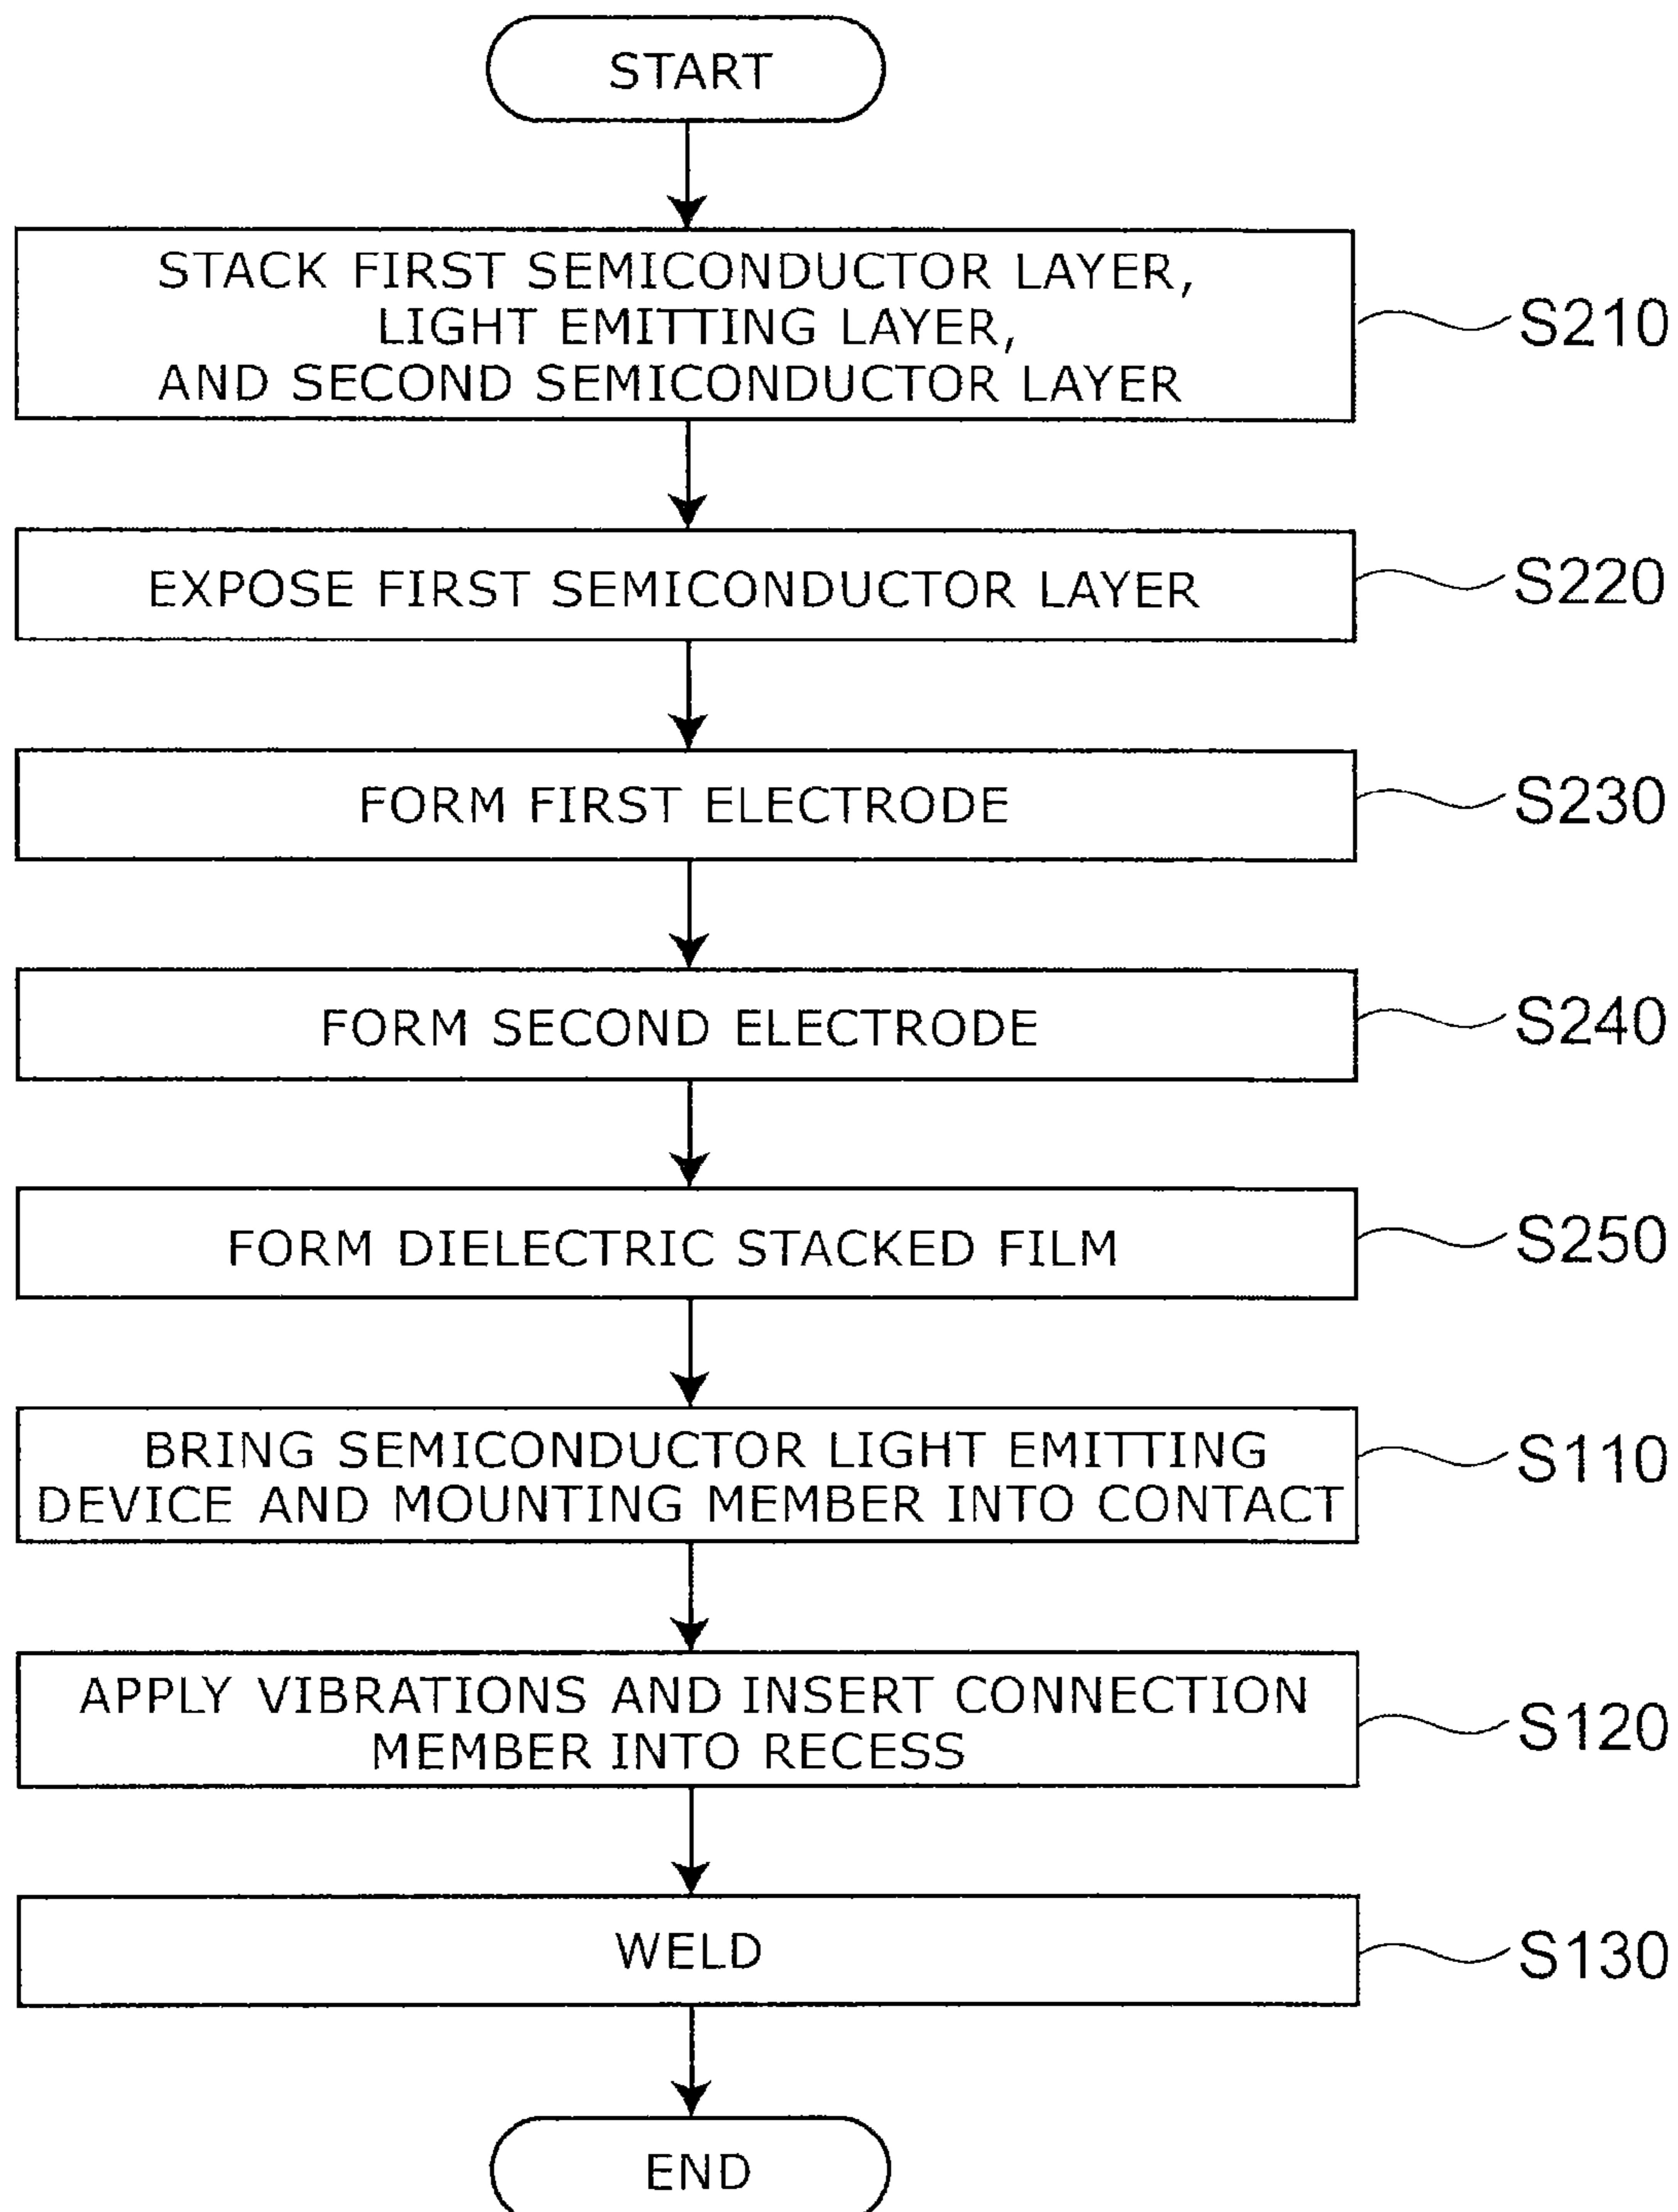 START
STACK FIRST SEMICONDUCTOR LAYER,
LIGHT EMITTING LAYER,
AND SECOND SEMICONDUCTOR LAYER
S210
EXPOSE FIRST SEMICONDUCTOR LAYER
S220
FORM FIRST ELECTRODE
S230
FORM SECOND ELECTRODE
S240
FORM DIELECTRIC STACKED FILM
S250
BRING SEMICONDUCTOR LIGHT EMITTING
DEVICE AND MOUNTING MEMBER INTO CONTACT
S110
APPLY VIBRATIONS AND INSERT CONNECTION
MEMBER INTO RECESS
S120
WELD
S130
END